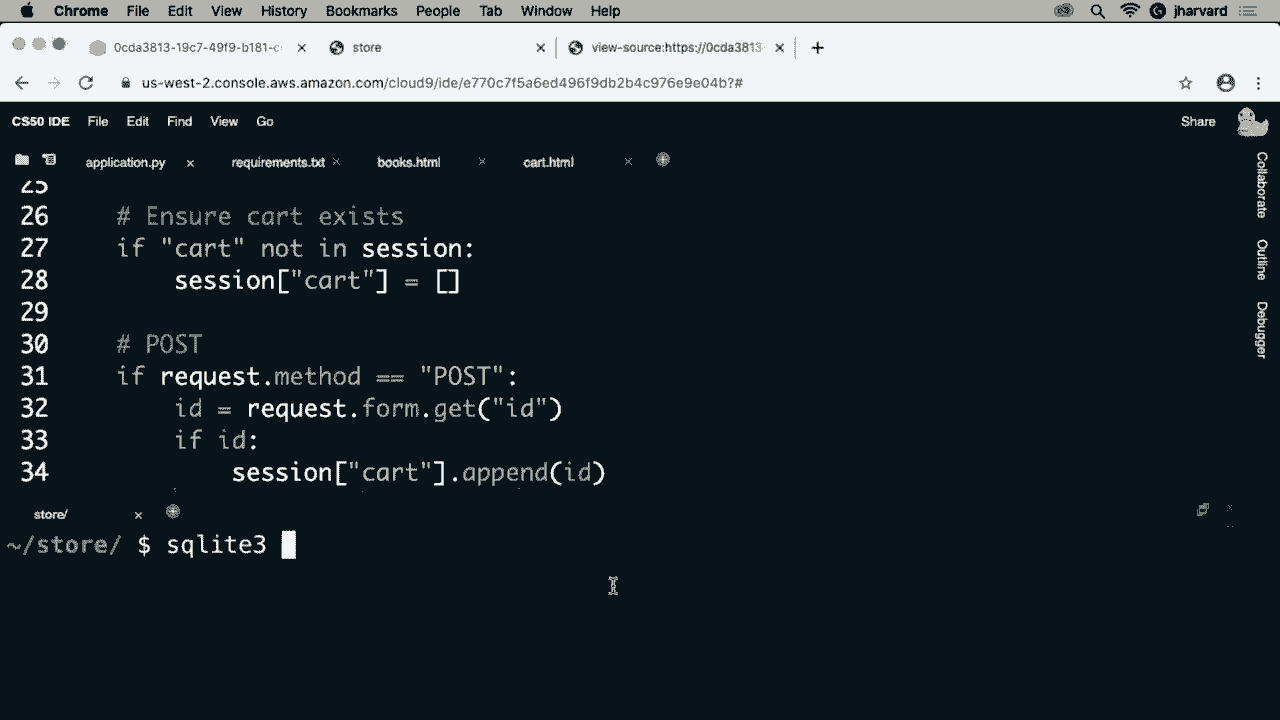 Chrome File Edit View History Bookmarks People Tab Window Help jharvard
0cda3813-19c7-49f9-b181-c store view-source:https://0cda3813
us-west-2.console.aws.amazon.com/cloud9/ide/e770c7f5a6ed496f9db2b4c976e9e04b?#
CS50 IDE File Edit Find View Go Share
application.py requirements.txt books.html cart.html
Collaborate
Outline
Debugger
25
26 # Ensure cart exists
27 if "cart" not in session:
28 session["cart"] = []
29
30 # POST
31 if request.method == "POST":
32 id = request.form.get("id")
33 if id:
34 session["cart"].append(id)
store/
~/store/ $ sqlite3